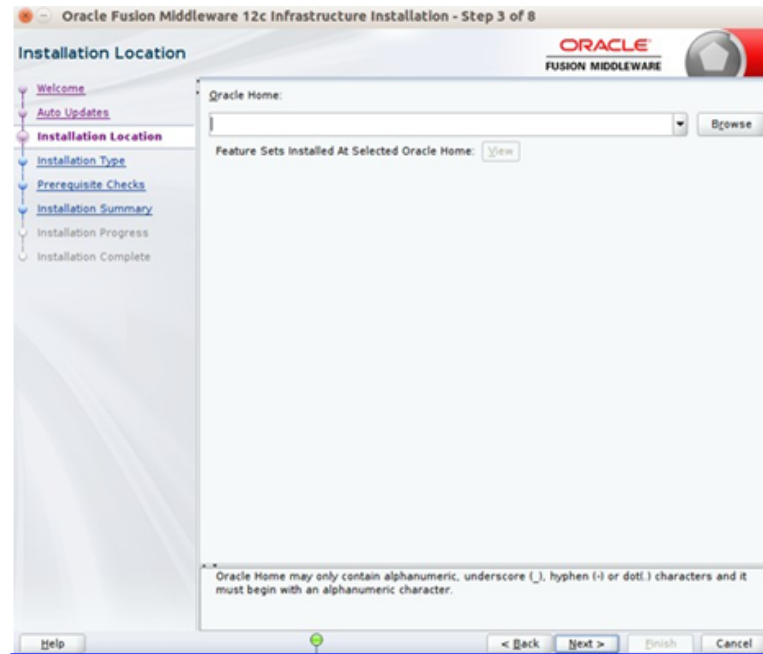 Oracle Fusion Middleware 12c Infrastructure Installation - Step 3 of 8
Installation Location
ORACLE
FUSION MIDDLEWARE
Welcome
Auto Updates
Installation Location
Installation Type
Prerequisite Checks
Installation Summary
Installation Progress
Installation Complete
Oracle Home:
Browse
Feature Sets Installed At Selected Oracle Home: View
Oracle Home may only contain alphanumeric, underscore (_), hyphen (-) or dot(.) characters and it
must begin with an alphanumeric character.
Help
< Back
Next >
Finish
Cancel